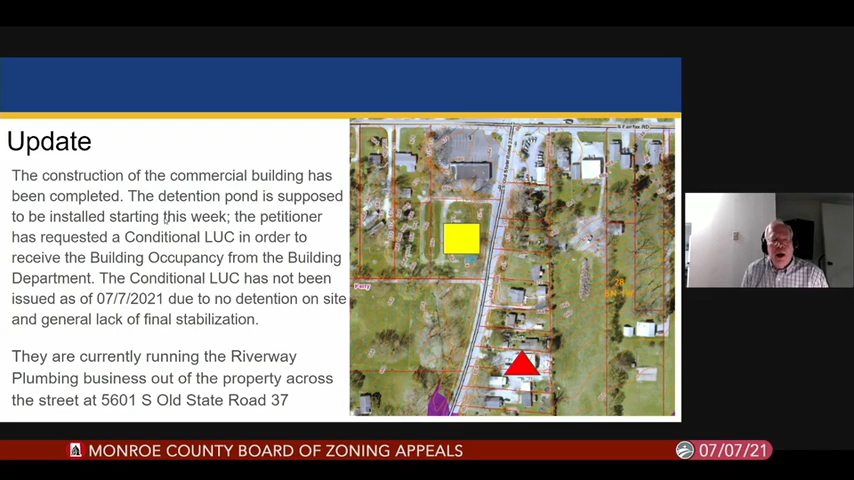 Update
The construction of the commercial building has
been completed. The detention pond is supposed
to be installed starting this week; the petitioner
has requested a Conditional LUC in order to
receive the Building Occupancy from the Building
Department. The Conditional LUC has not been
issued as of 07/7/2021 due to no detention on site
and general lack of final stabilization.
They are currently running the Riverway
Plumbing business out of the property across
the street at 5601 S Old State Road 37
S Fairfax RD
Perry
28
MONROE COUNTY BOARD OF ZONING APPEALS
07/07/21